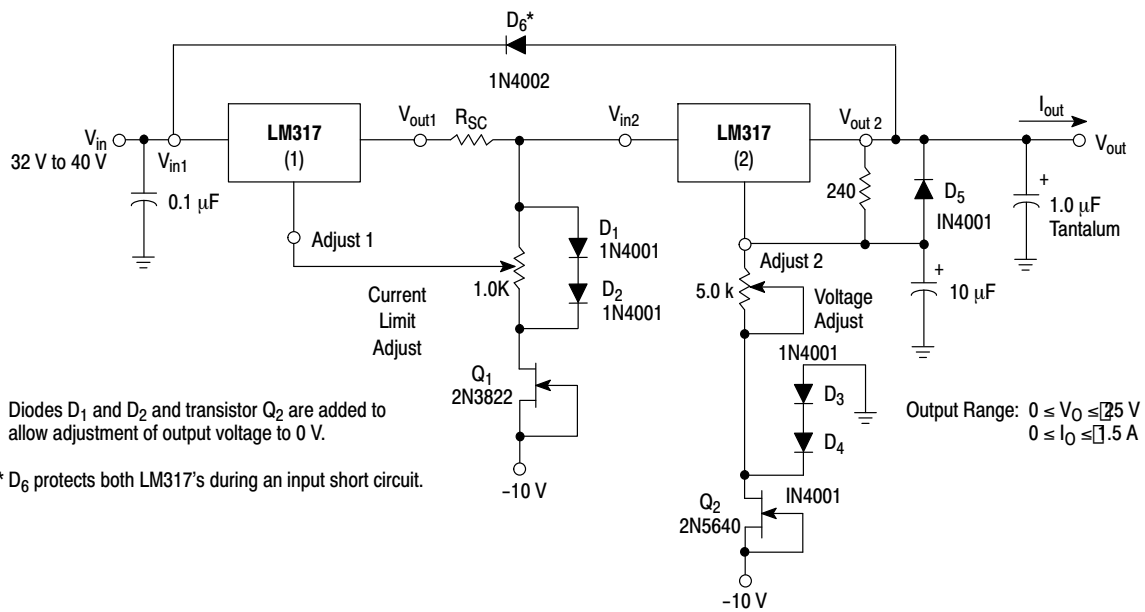 D6*
1N4002
Vin
32 V to 40 V
Vin1
0.1 μF
LM317
(1)
Vout1
RSC
Vin2
LM317
(2)
Vout 2
Iout
Vout
240
D5
IN4001
+
1.0 μF
Tantalum
Adjust 1
D1
1N4001
1.0K
D2
1N4001
Current
Limit
Adjust
Adjust 2
5.0 k
Voltage
Adjust
+
10 μF
1N4001
D3
D4
IN4001
Q1
2N3822
−10 V
Q2
2N5640
−10 V
Diodes D1 and D2 and transistor Q2 are added to
allow adjustment of output voltage to 0 V.
* D6 protects both LM317's during an input short circuit.
Output Range: 0 ≤ VO ≤ 25 V
0 ≤ IO ≤ 1.5 A